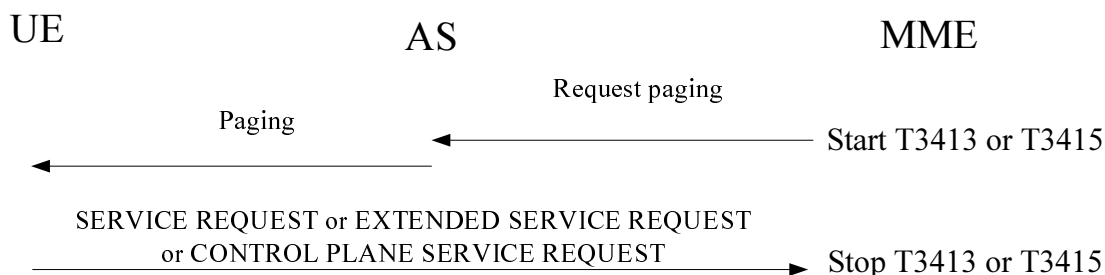 UE
AS
MME
Request paging
Paging
Start T3413 or T3415
SERVICE REQUEST or EXTENDED SERVICE REQUEST
or CONTROL PLANE SERVICE REQUEST
Stop T3413 or T3415